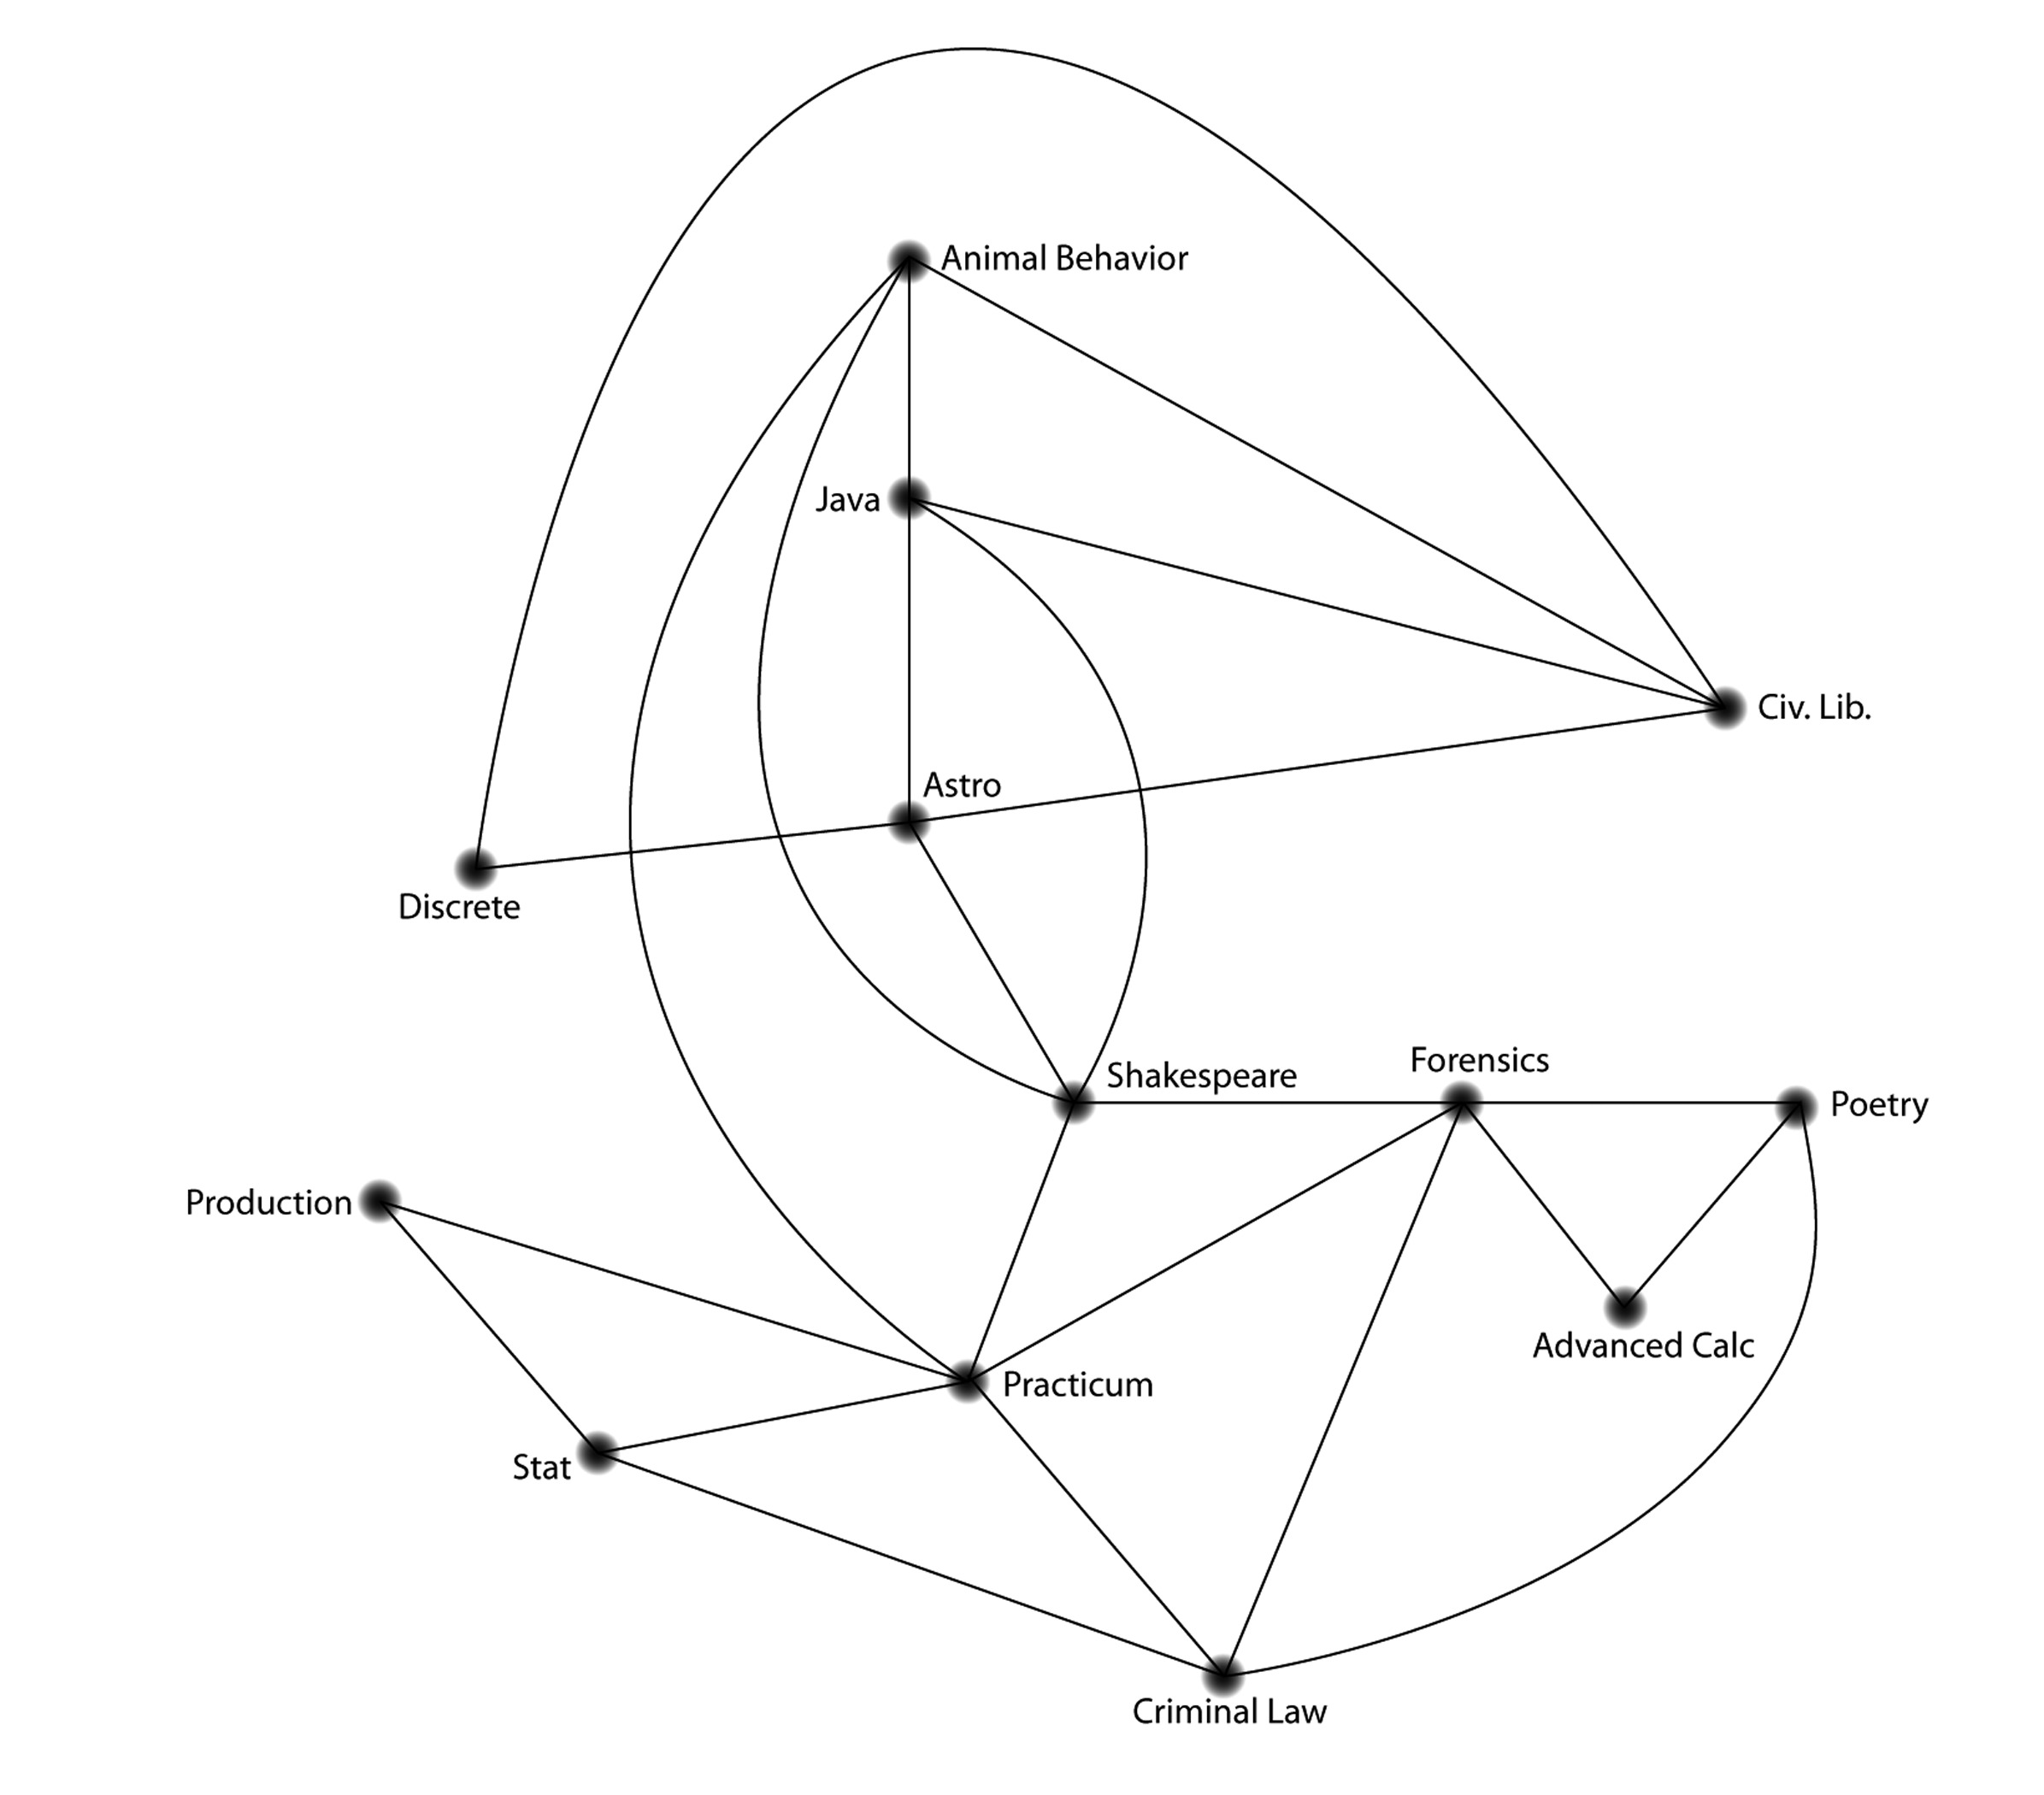 Animal Behavior
Java
Civ. Lib.
Astro
Discrete
Forensics
Shakespeare
Poetry
Production
Advanced Calc
Practicum
Stat
Criminal Law